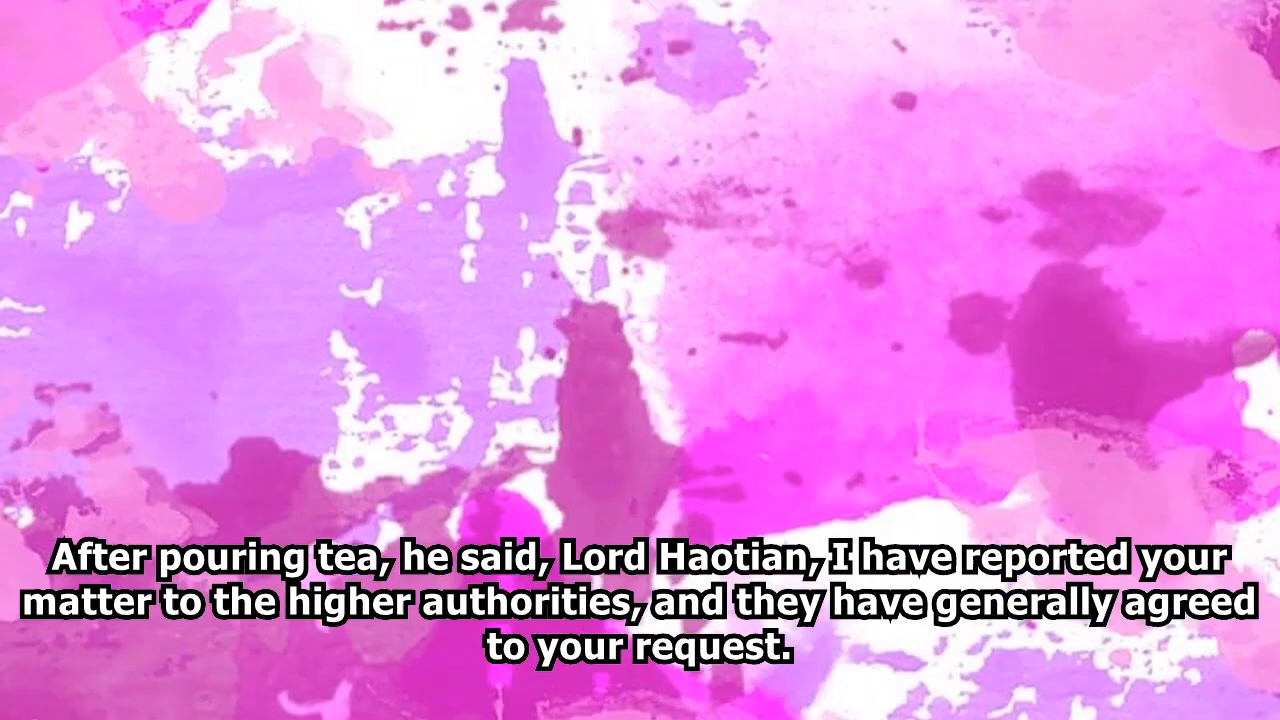 After pouring tea, he said, Lord Haotian, I have reported your
matter to the higher authorities, and they have generally agreed
to your request.